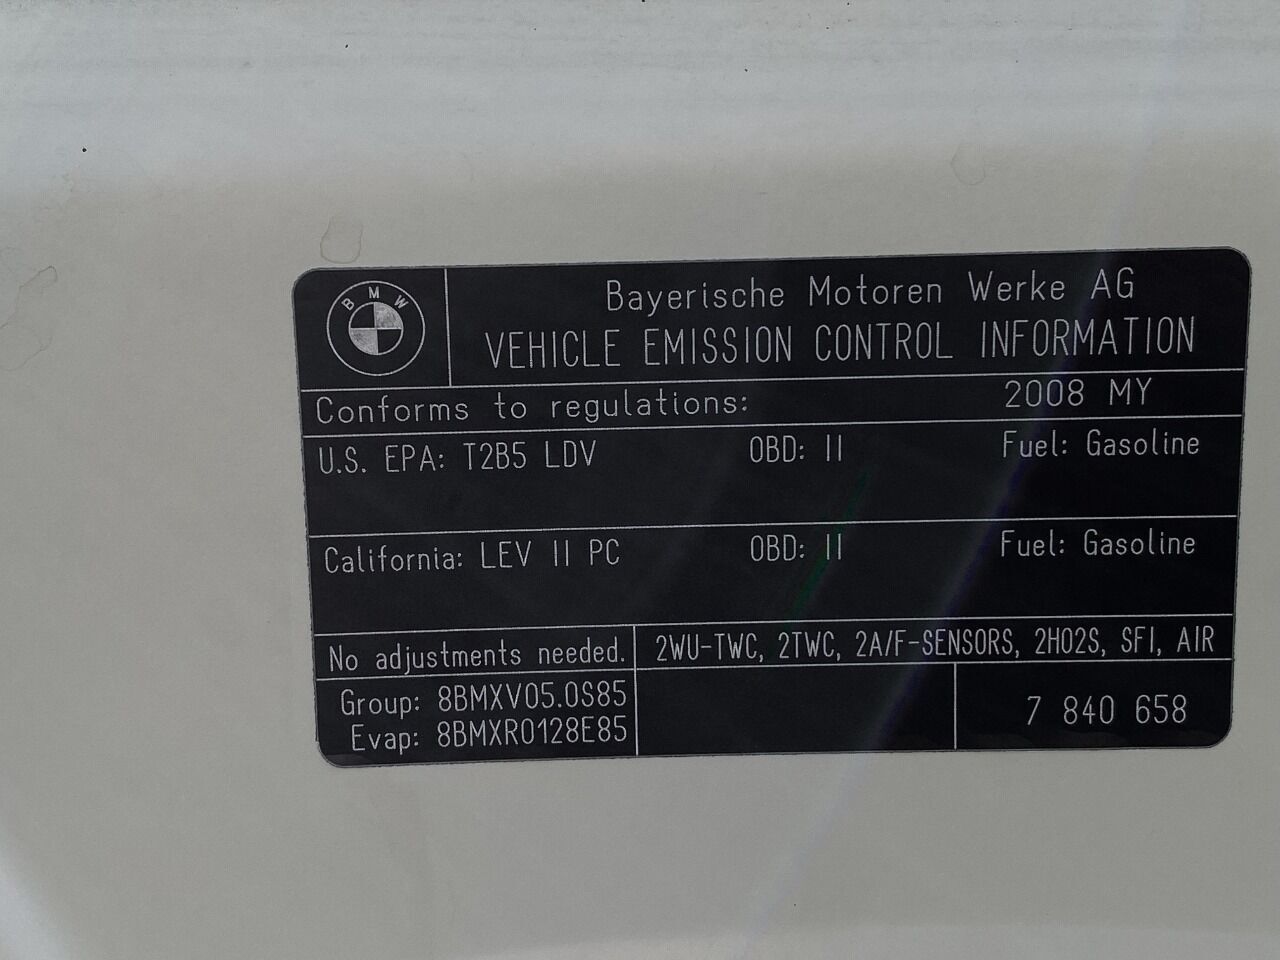 BMW
Bayerische Motoren Werke AG
VEHICLE EMISSION CONTROL INFORMATION
Conforms to regulations: 2008 MY
U.S. EPA: T2B5 LDV OBD: II Fuel: Gasoline
California: LEV II PC OBD: II Fuel: Gasoline
No adjustments needed. 2WU-TWC, 2TWC, 2A/F-SENSORS, 2HO2S, SFI, AIR
Group: 8BMXV05.0S85
Evap: 8BMXR0128E85
7 840 658